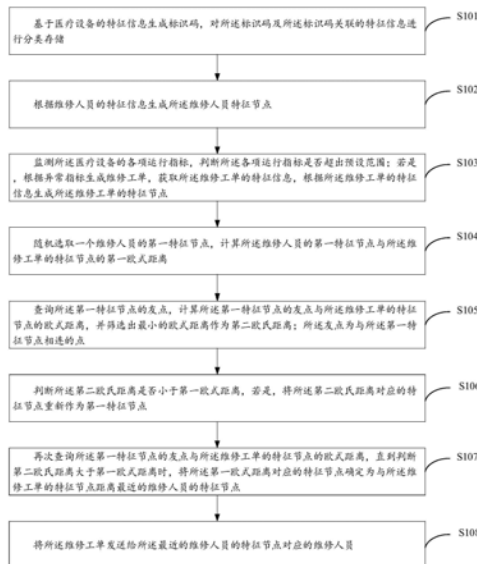 基于医疗设备的特征信息生成标识码，对所述标识码及所述标识码关联的特征信息进
行分类存储
S101
根据维修人员的特征信息生成所述维修人员特征节点
S102
监测所述医疗设备的各项运行指标，判断所述各项运行指标是否超出预设范围；若是
，根据异常指标生成维修工单，获取所述维修工单的特征信息，根据所述维修工单的特征
信息生成所述维修工单的特征节点
S103
随机选取一个维修人员的第一特征节点，计算所述维修人员的第一特征节点与所述维
修工单的特征节点的第一欧式距离
S104
查询所述第一特征节点的友点，计算所述第一特征节点的友点与所述维修工单的特征
节点的欧式距离，并筛选出最小的欧式距离作为第二欧氏距离；所述友点为与所述第一特
征节点相连的点
S105
判断所述第二欧氏距离是否小于第一欧式距离，若是，将所述第二欧氏距离对应的特
征节点重新作为第一特征节点
S106
再次查询所述第一特征节点的友点与所述维修工单的特征节点的欧式距离，直到判断
第二欧氏距离大于第一欧式距离时，将所述第一欧式距离对应的特征节点确定为与所述维
修工单的特征节点距离最近的维修人员的特征节点
S107
将所述维修工单发送给所述最近的维修人员的特征节点对应的维修人员
S108